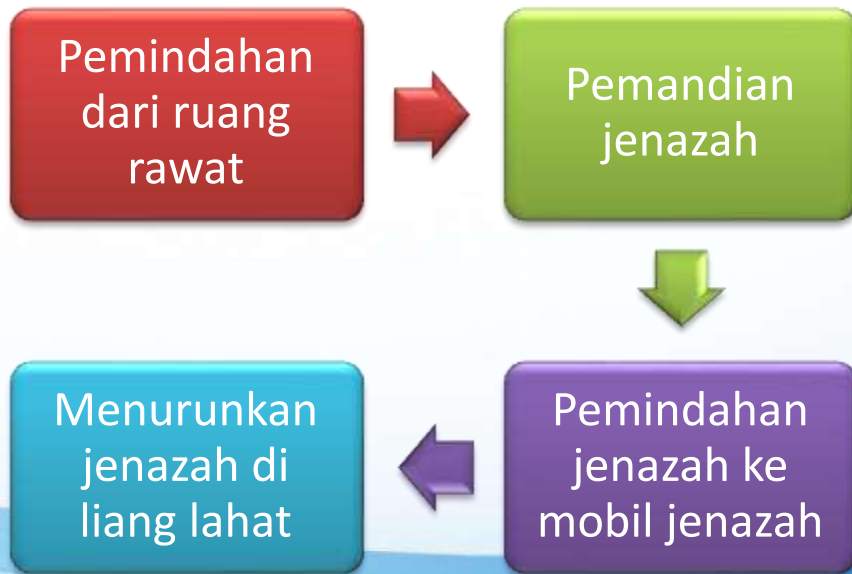 Pemindahan
dari ruang
rawat
Pemandian
jenazah
Pemindahan
jenazah ke
mobil jenazah
Menurunkan
jenazah di
liang lahat